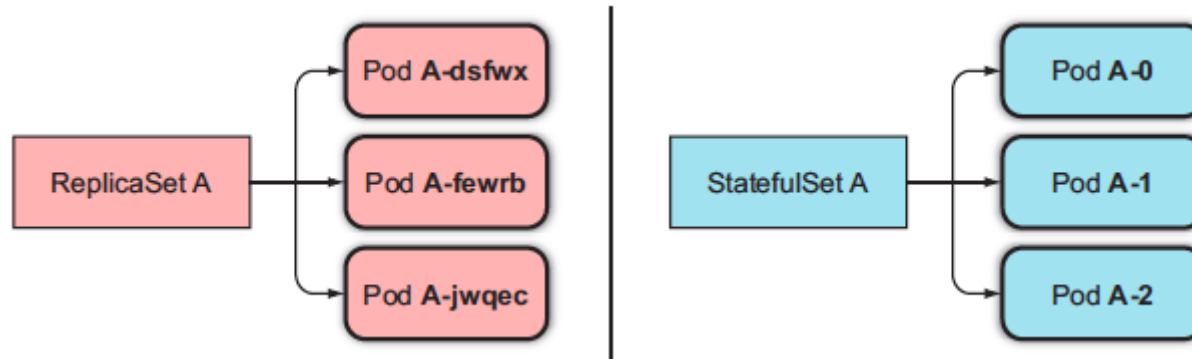 ReplicaSet A
Pod A-dsfwx
Pod A-fewrb
Pod A-jwqec
StatefulSet A
Pod A-0
Pod A-1
Pod A-2